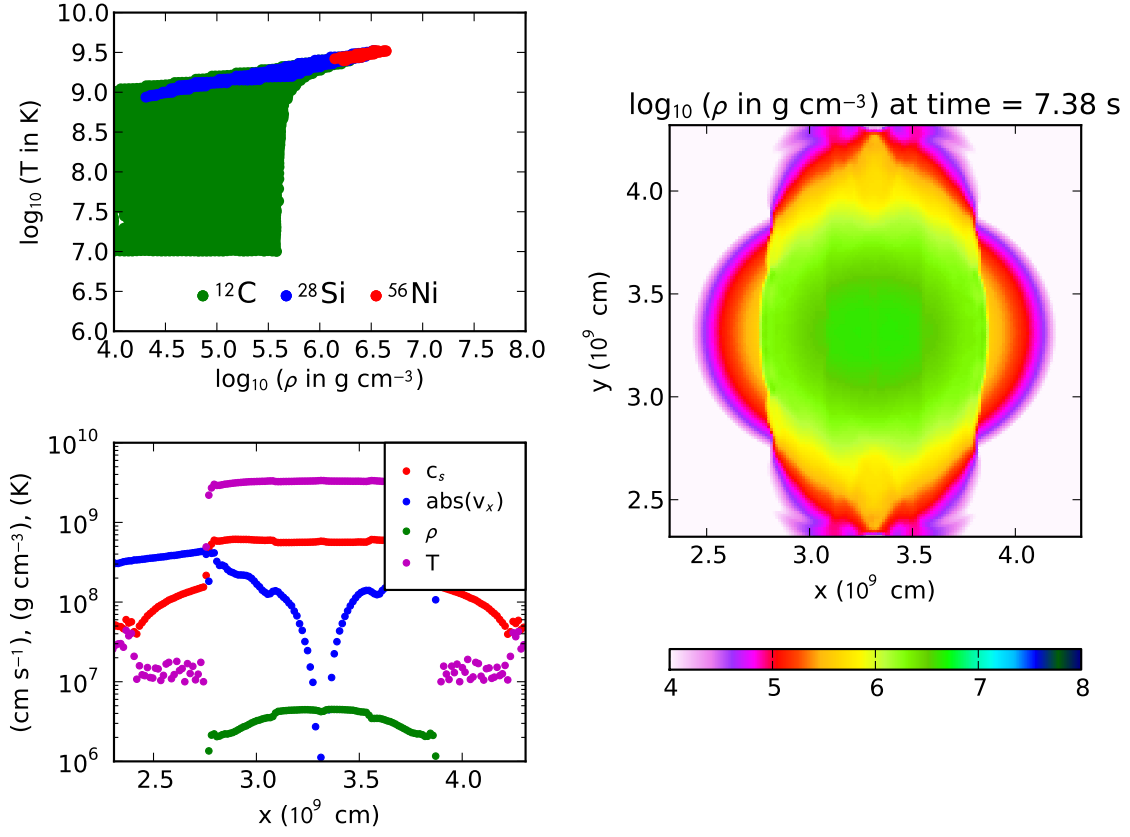 10.0
9.5
9.0
8.5
8.0
7.5
7.0
6.5
6.0
log₁₀ (T in K)
¹²C ²⁸Si ⁵⁶Ni
4.0 4.5 5.0 5.5 6.0 6.5 7.0 7.5 8.0
log₁₀ (ρ in g cm⁻³)
log₁₀ (ρ in g cm⁻³) at time = 7.38 s
4.0
3.5
3.0
2.5
y (10⁹ cm)
2.5 3.0 3.5 4.0
x (10⁹ cm)
4 5 6 7 8
10¹⁰
10⁹
10⁸
10⁷
10⁶
(cm s⁻¹), (g cm⁻³), (K)
cₛ
abs(vₓ)
ρ
T
2.5 3.0 3.5 4.0
x (10⁹ cm)